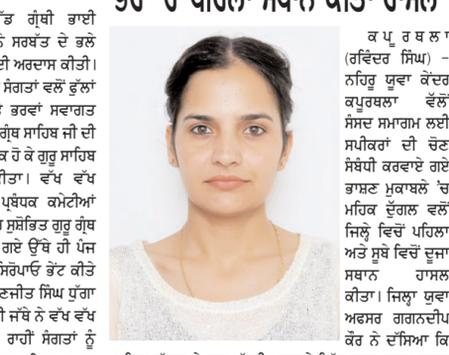 ੱਡ ਗ੍ਰੰਥੀ ਭਾਈ
ਨੇ ਸਰਬੱਤ ਦੇ ਭਲੇ
ਈ ਅਰਦਾਸ ਕੀਤੀ।
ਸੰਗਤਾਂ ਵਲੋਂ ਫੁੱਲਾਂ
ਭਰਵਾਂ ਸਵਾਗਤ
ਗ੍ਰੰਥ ਸਾਹਿਬ ਜੀ ਦੀ
ਕ ਹੋ ਕੇ ਗੁਰੂ ਸਾਹਿਬ
ਕੀਤਾ। ਵੱਖ ਵੱਖ
ਪ੍ਰਬੰਧਕ ਕਮੇਟੀਆਂ
ਸੁਸ਼ੋਭਿਤ ਗੁਰੂ ਗ੍ਰੰਥ
ਗਏ ਉੱਥੇ ਹੀ ਪੰਜ
ਸਿਰੋਪਾਓ ਭੇਂਟ ਕੀਤੇ
ਣਜੀਤ ਸਿੰਘ ਧੁੱਗਾ
ੀ ਜੱਥੇ ਨੇ ਵੱਖ ਵੱਖ
ਰਾਹੀਂ ਸੰਗਤਾਂ ਨੂੰ
ਕਪੂਰਥਲਾ
(ਰਵਿੰਦਰ ਸਿੰਘ) –
ਨਹਿਰੂ ਯੁਵਾ ਕੇਂਦਰ
ਕਪੂਰਥਲਾ ਵੱਲੋਂ
ਸੰਸਦ ਸਮਾਗਮ ਲਈ
ਸਪੀਕਰਾਂ ਦੀ ਚੋਣ
ਸੰਬੰਧੀ ਕਰਵਾਏ ਗਏ
ਭਾਸ਼ਣ ਮੁਕਾਬਲੇ 'ਚ
ਮਹਿਕ ਦੁੱਗਲ ਵਲੋਂ
ਜਿਲ੍ਹੇ ਵਿਚੋਂ ਪਹਿਲਾ
ਅਤੇ ਸੂਬੇ ਵਿਚੋਂ ਦੂਜਾ
ਸਥਾਨ ਹਾਸਲ
ਕੀਤਾ। ਜਿਲ੍ਹਾ ਯੁਵਾ
ਅਫਸਰ ਗਗਨਦੀਪ
ਕੌਰ ਨੇ ਦੱਸਿਆ ਕਿ